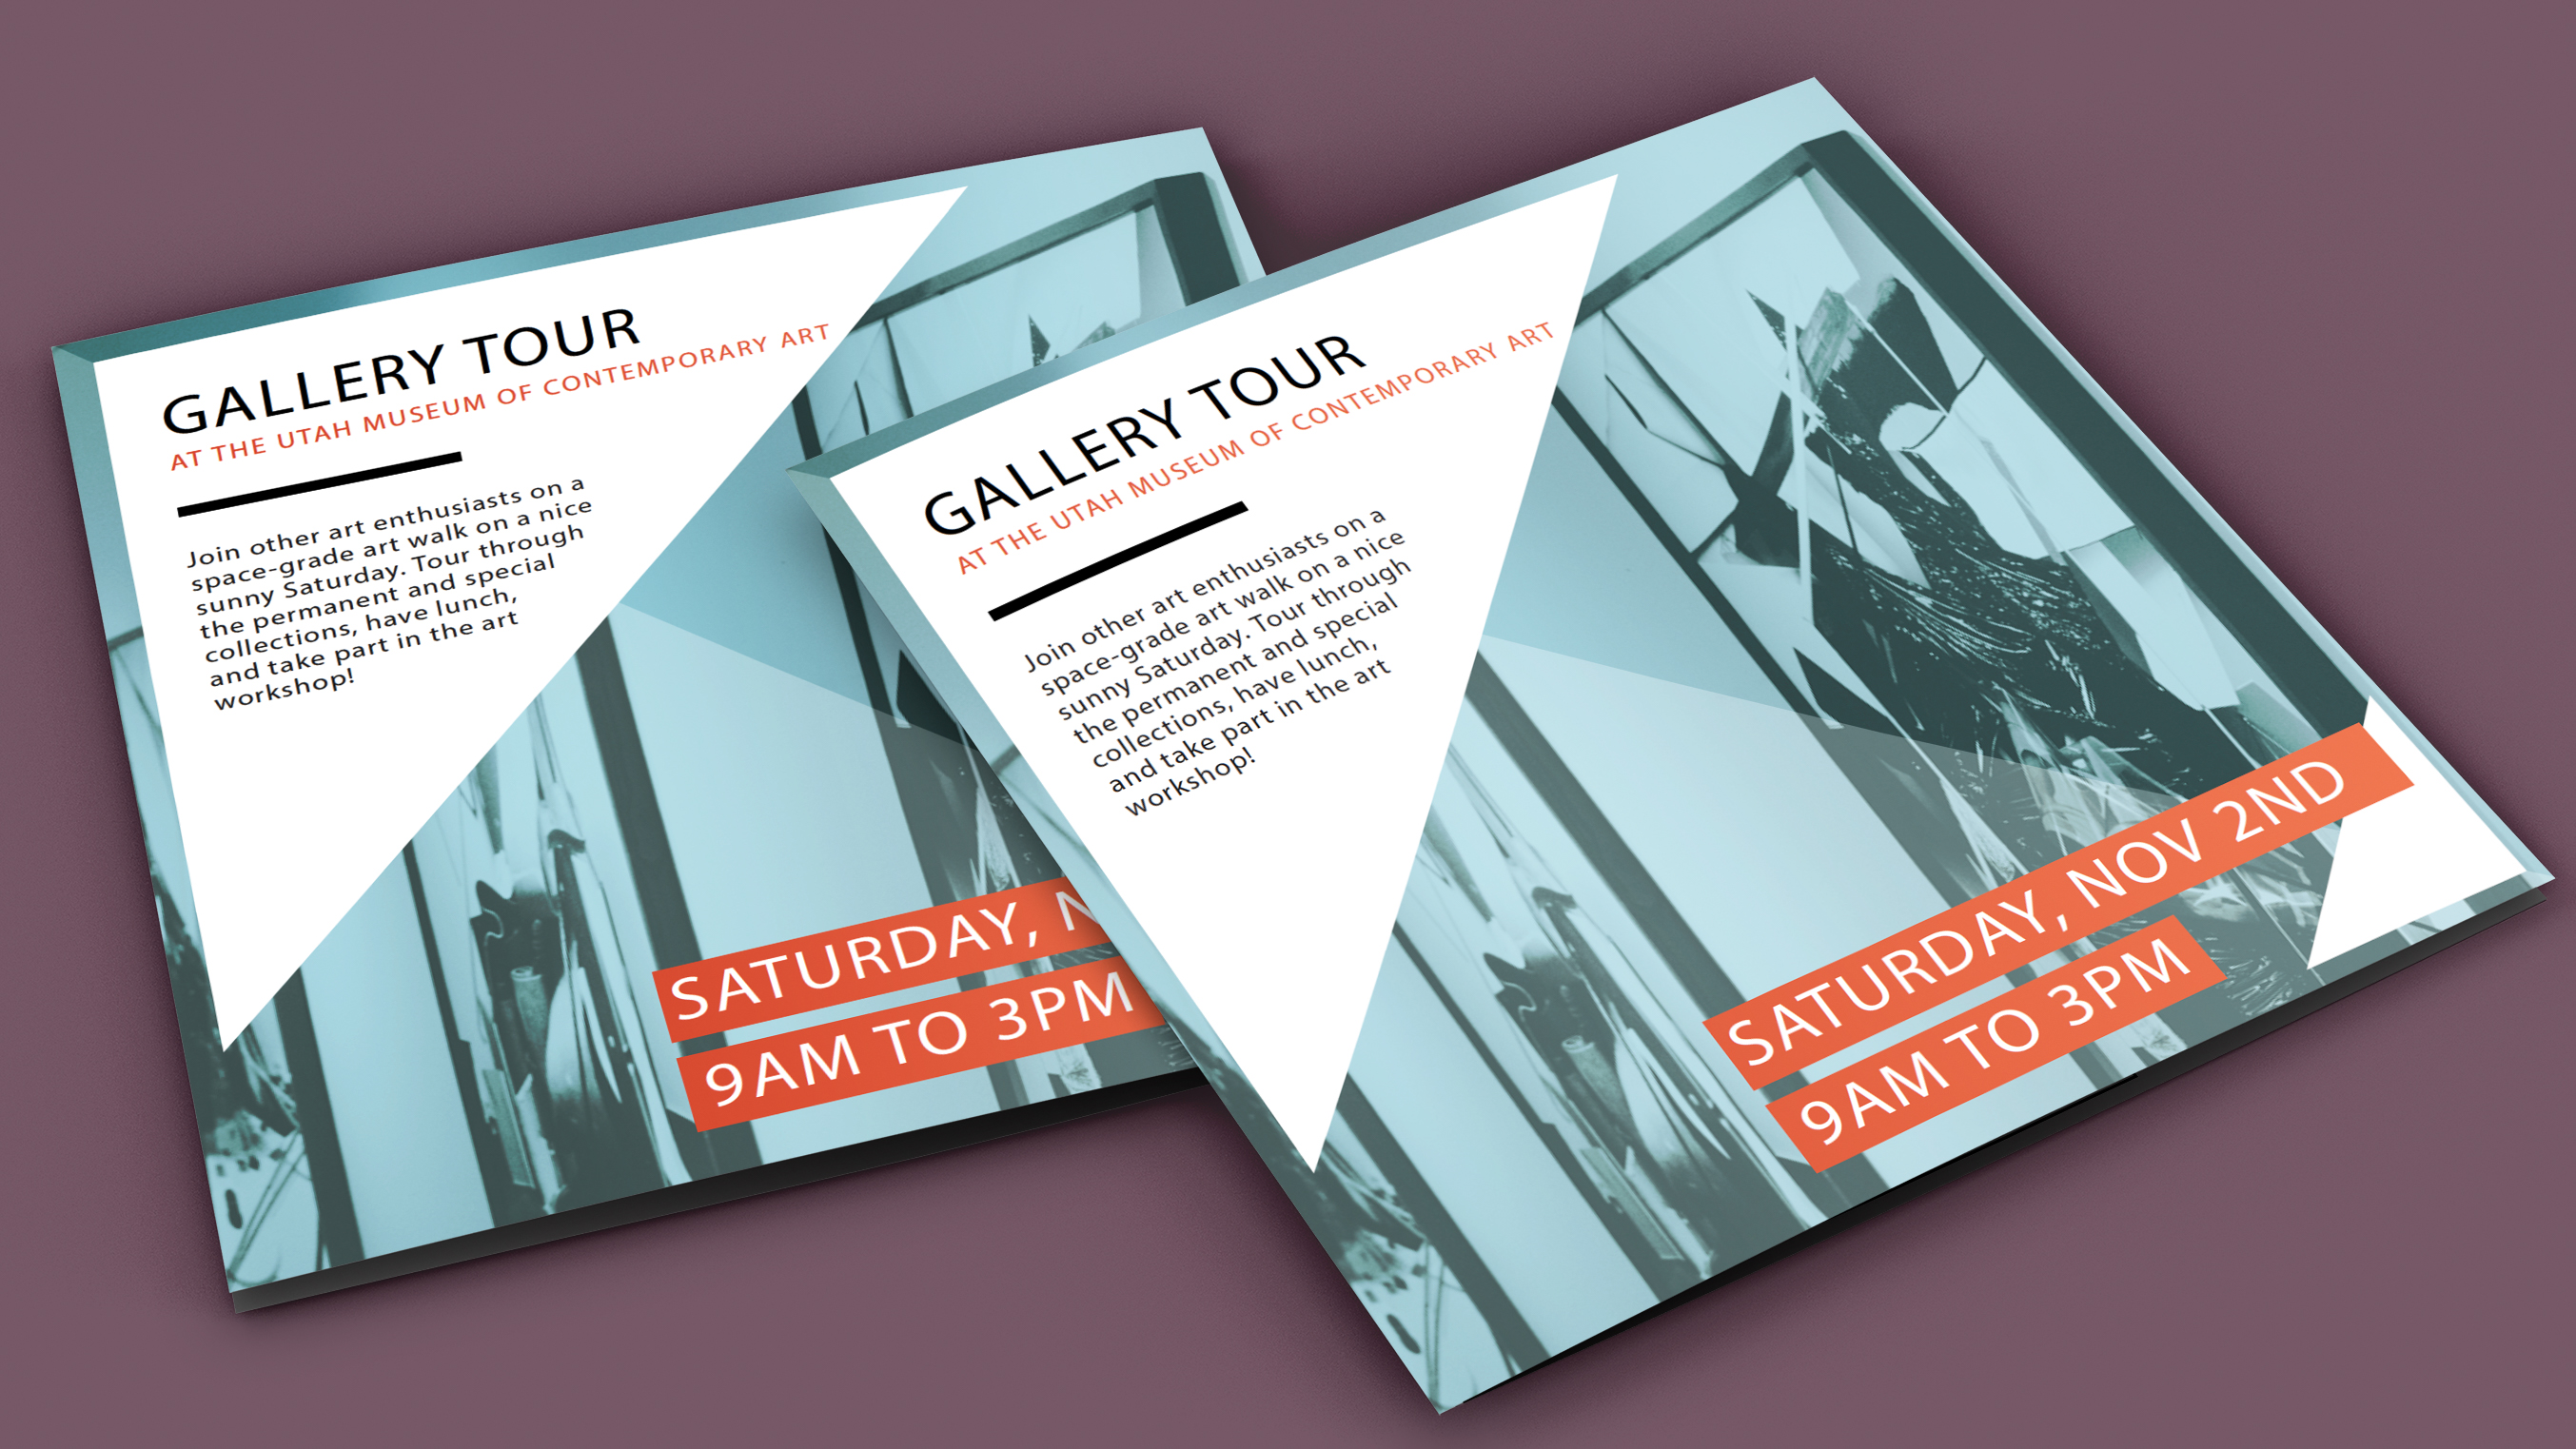 GALLERY TOUR
AT THE UTAH MUSEUM OF CONTEMPORARY ART
Join other art enthusiasts on a
space-grade art walk on a nice
sunny Saturday. Tour through
the permanent and special
collections, have lunch,
and take part in the art
workshop!
SATURDAY, N
9AM TO 3PM
GALLERY TOUR
AT THE UTAH MUSEUM OF CONTEMPORARY ART
Join other art enthusiasts on a
space-grade art walk on a nice
sunny Saturday. Tour through
the permanent and special
collections, have lunch,
and take part in the art
workshop!
SATURDAY, NOV 2ND
9AM TO 3PM